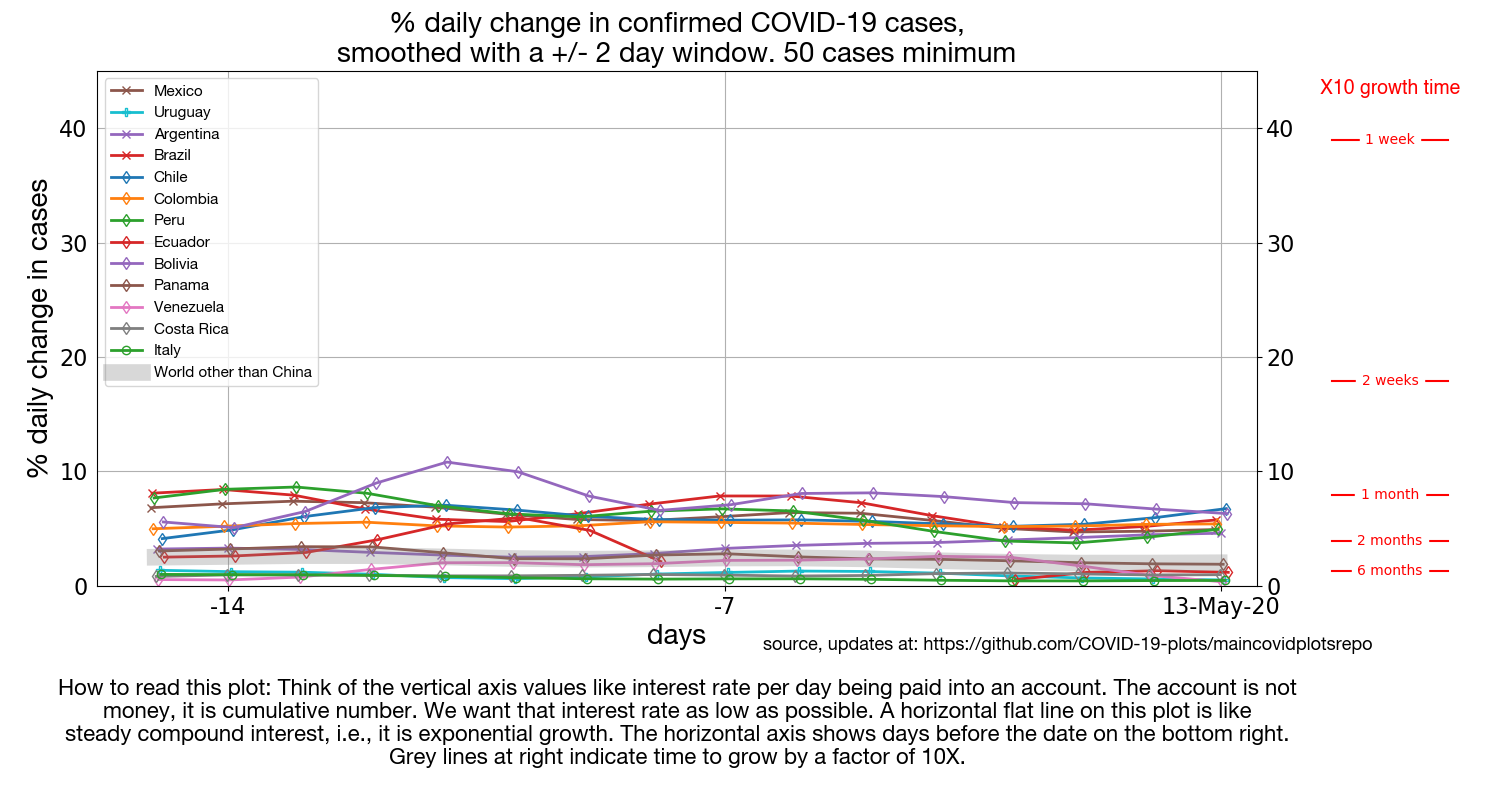 % daily change in confirmed COVID-19 cases,
smoothed with a +/- 2 day window. 50 cases minimum
X10 growth time
Mexico
Uruguay
Argentina
Brazil
Chile
Colombia
Peru
Ecuador
Bolivia
Panama
Venezuela
Costa Rica
Italy
World other than China
% daily change in cases
40
30
20
10
0
40
30
20
10
0
1 week
2 weeks
1 month
2 months
6 months
-14
-7
13-May-20
days
source, updates at: https://github.com/COVID-19-plots/maincovidplotsrepo
How to read this plot: Think of the vertical axis values like interest rate per day being paid into an account. The account is not
money, it is cumulative number. We want that interest rate as low as possible. A horizontal flat line on this plot is like
steady compound interest, i.e., it is exponential growth. The horizontal axis shows days before the date on the bottom right.
Grey lines at right indicate time to grow by a factor of 10X.